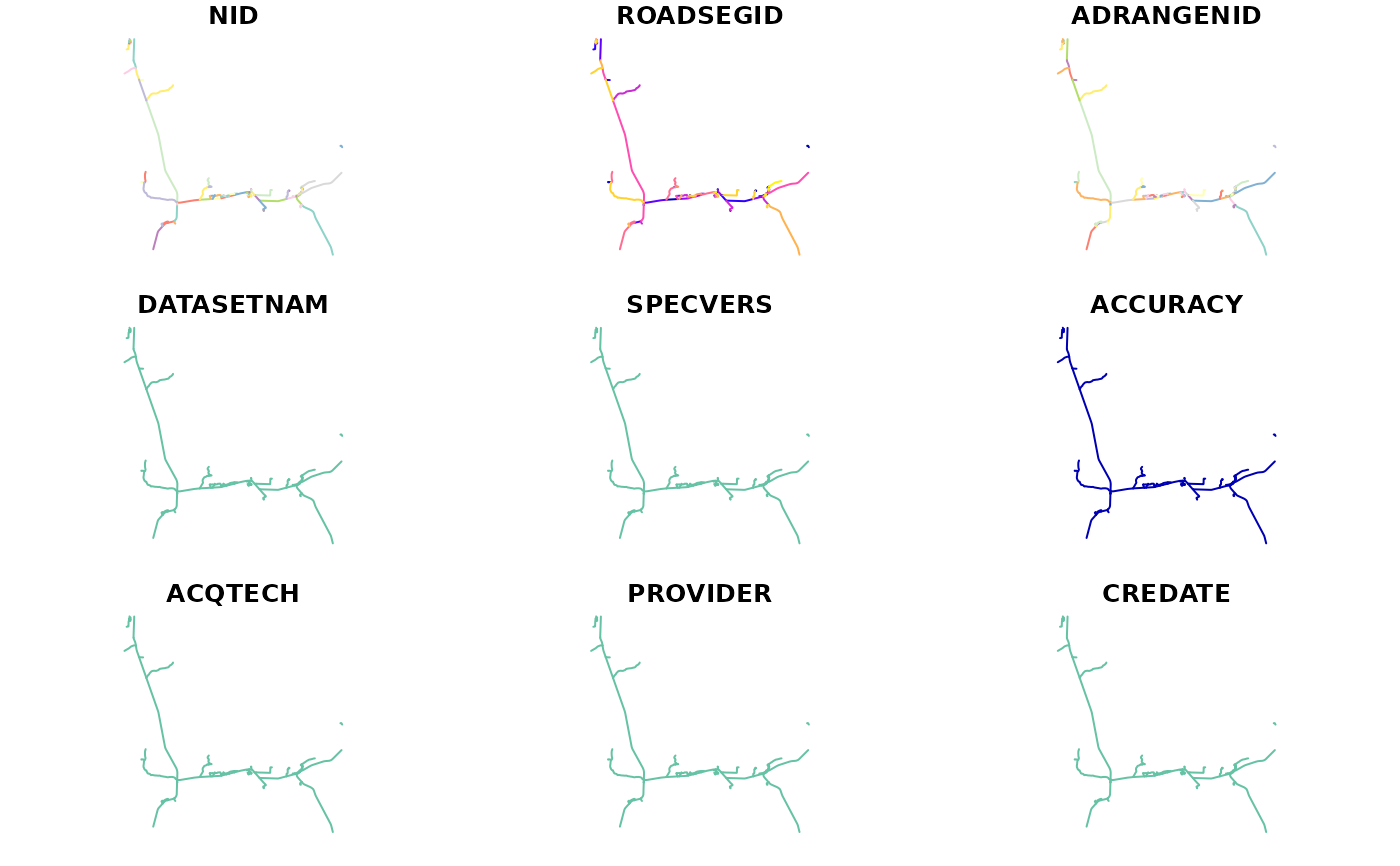 NID ROADSEGID ADRANGENID
DATASETNAM SPECVERS ACCURACY
ACQTECH PROVIDER CREDATE